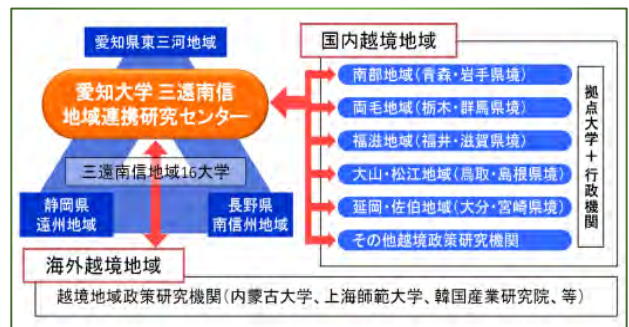 愛知県東三河地域
愛知大学 三遠南信
地域連携研究センター
三遠南信地域16大学
静岡県
遠州地域
長野県
南信州地域
国内越境地域
南部地域(青森・岩手県境)
両毛地域(栃木・群馬県境)
福滋地域(福井・滋賀県境)
大山・松江地域(鳥取・島根県境)
延岡・佐伯地域(大分・宮崎県境)
その他越境政策研究機関
拠点大学+行政機関
海外越境地域
越境地域政策研究機関(内蒙古大学、上海師範大学、韓国産業研究院、等)